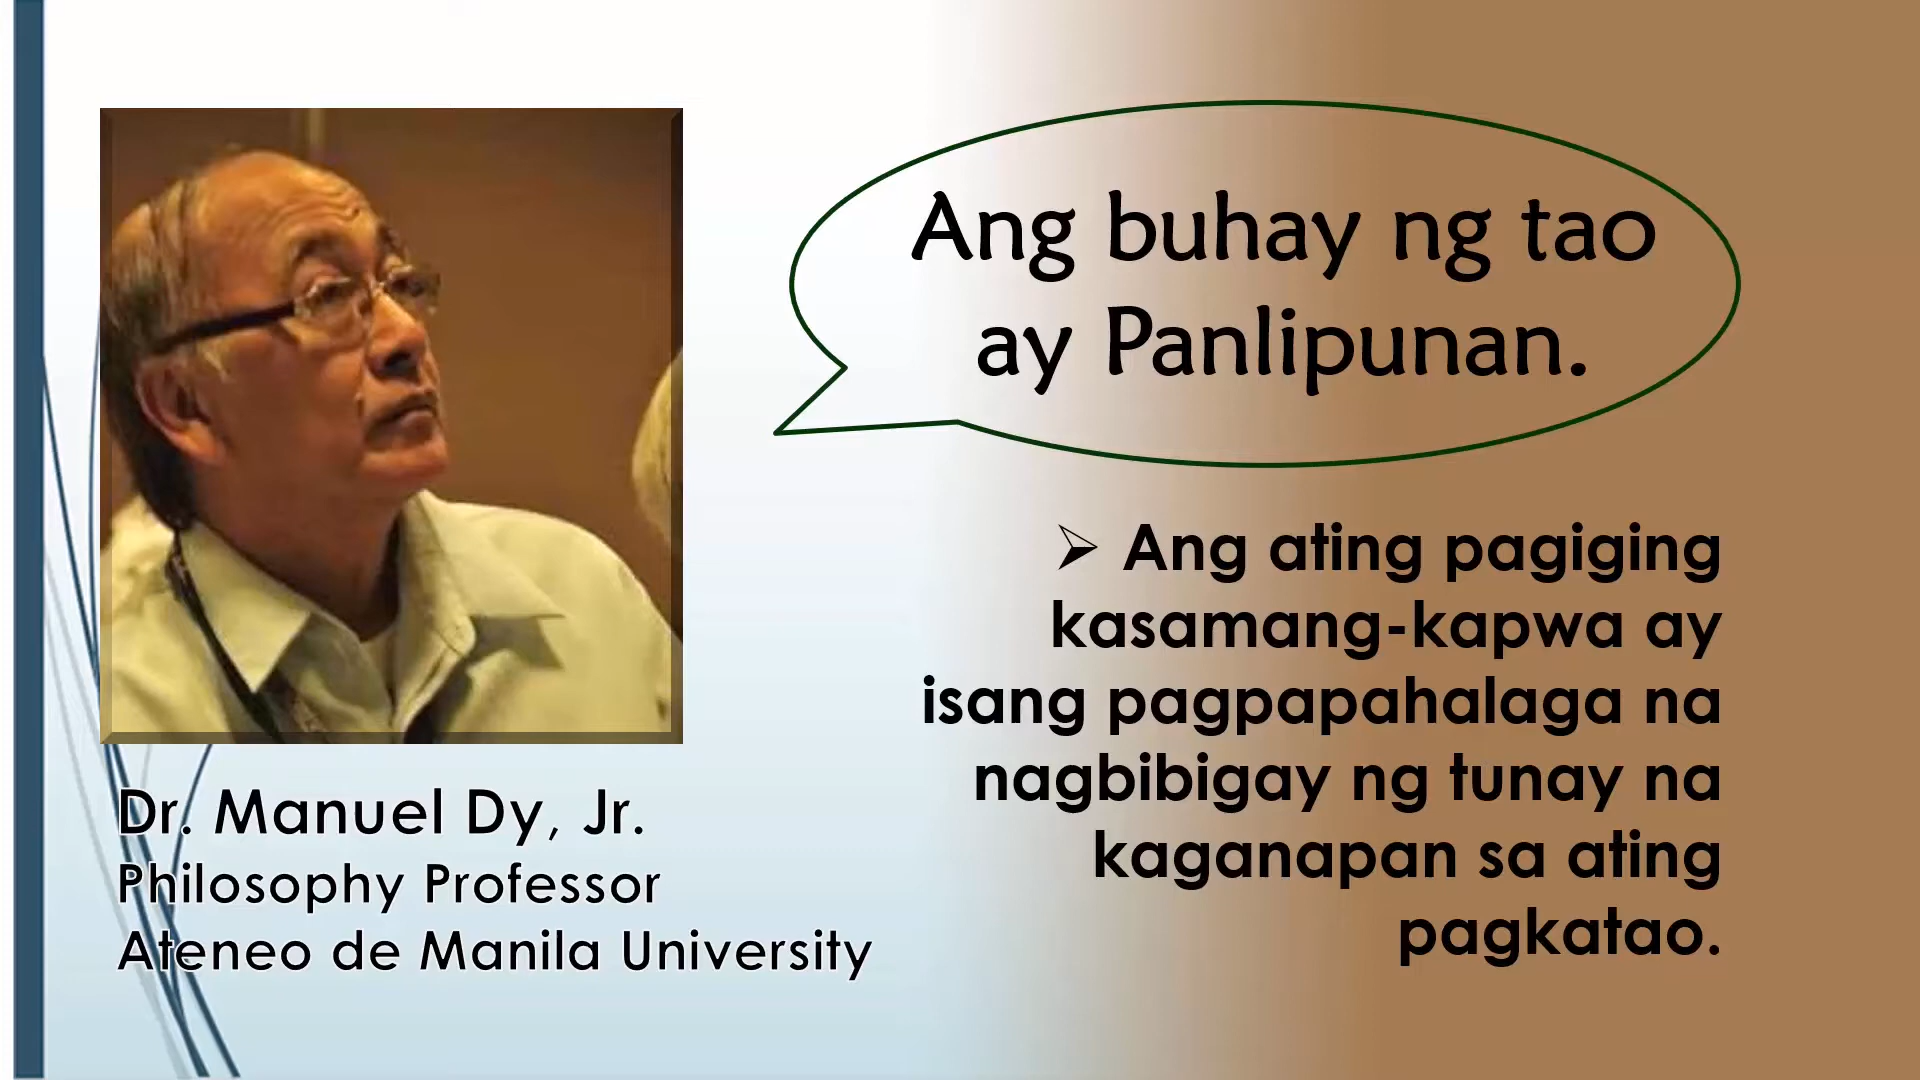 Ang buhay ng tao
ay Panlipunan.
➢ Ang ating pagiging
kasamang-kapwa ay
isang pagpapahalaga na
nagbibigay ng tunay na
kaganapan sa ating
pagkatao.
Dr. Manuel Dy, Jr.
Philosophy Professor
Ateneo de Manila University